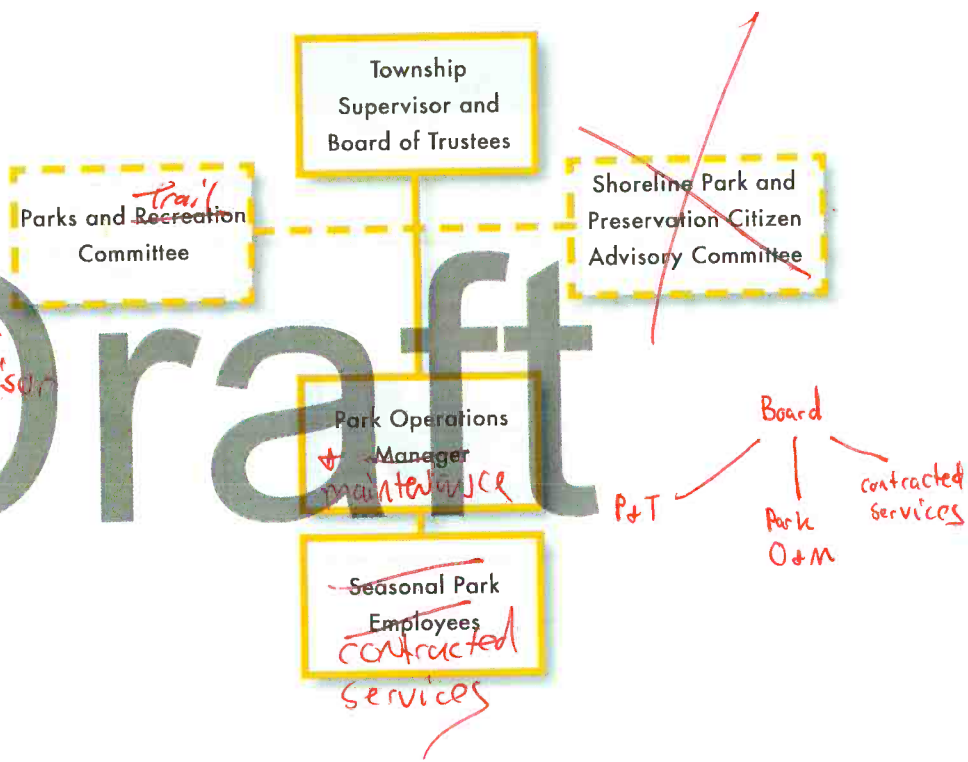 Township
Supervisor and
Board of Trustees
Trail
Parks and Recreation
Committee
Shoreline Park and
Preservation Citizen
Advisory Committee
Draft
Park Operations
+ Manager
maintenance
Seasonal Park
Employees
contracted
services
Board
P+T
Park
O+M
contracted
services